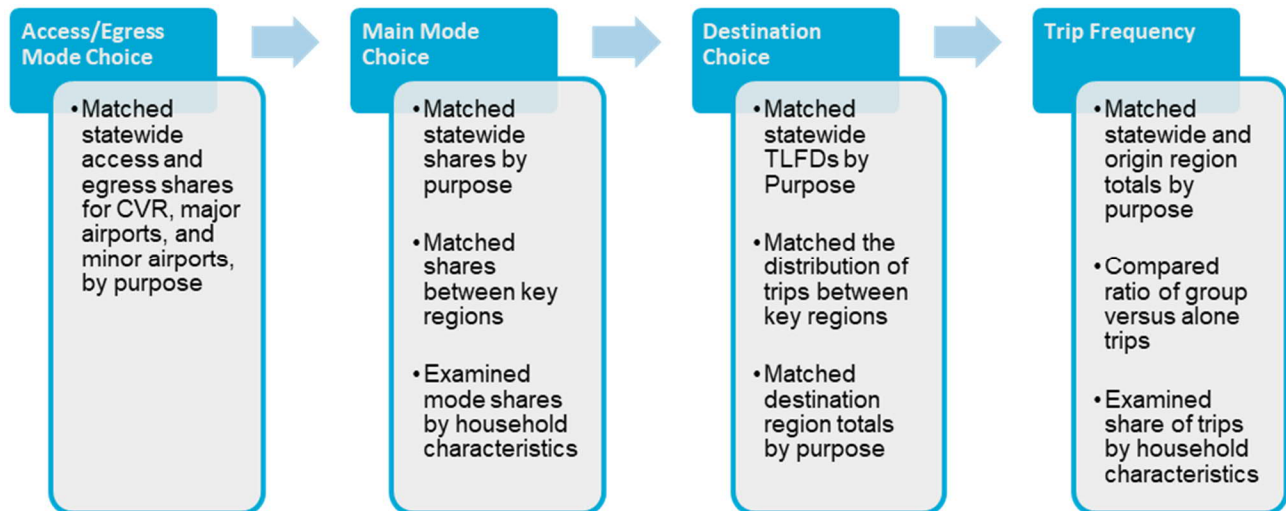 Access/Egress
Mode Choice
• Matched
statewide
access and
egress shares
for CVR, major
airports, and
minor airports,
by purpose
Main Mode
Choice
• Matched
statewide
shares by
purpose
• Matched
shares
between key
regions
• Examined
mode shares
by household
characteristics
Destination
Choice
• Matched
statewide
TLFDs by
Purpose
• Matched the
distribution of
trips between
key regions
• Matched
destination
region totals
by purpose
Trip Frequency
• Matched
statewide and
origin region
totals by
purpose
• Compared
ratio of group
versus alone
trips
• Examined
share of trips
by household
characteristics